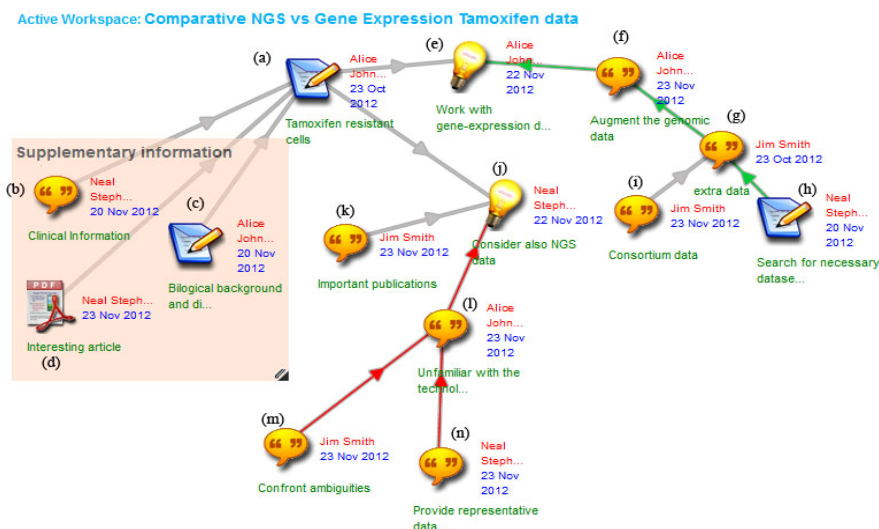 Active Workspace: Comparative NGS vs Gene Expression Tamoxifen data
(a)
Alice
John...
23 Oct
2012
Tamoxifen resistant
cells
(e)
Alice
John...
22 Nov
2012
Work with
gene-expression d...
(f)
Alice
John...
23 Nov
2012
Augment the genomic
data
(g)
Jim Smith
23 Oct 2012
extra data
Supplementary information
(b)
Neal
Steph...
20 Nov 2012
Clinical Information
(c)
Alice
John...
20 Nov
2012
Bilogical background
and di...
PDF
Neal Steph...
23 Nov 2012
Interesting article
(d)
(j)
Neal
Steph...
22 Nov 2012
Consider also NGS
data
(k)
Jim Smith
23 Nov 2012
Important publications
(i)
Jim Smith
23 Nov 2012
Consortium data
(h)
Neal
Steph...
20 Nov
2012
Search for necessary
datase...
(l)
Alice
John...
23 Nov
2012
Unfamiliar with the
technol...
(m)
Jim Smith
23 Nov 2012
Confront ambiguities
(n)
Neal
Steph...
23 Nov
2012
Provide representative
data